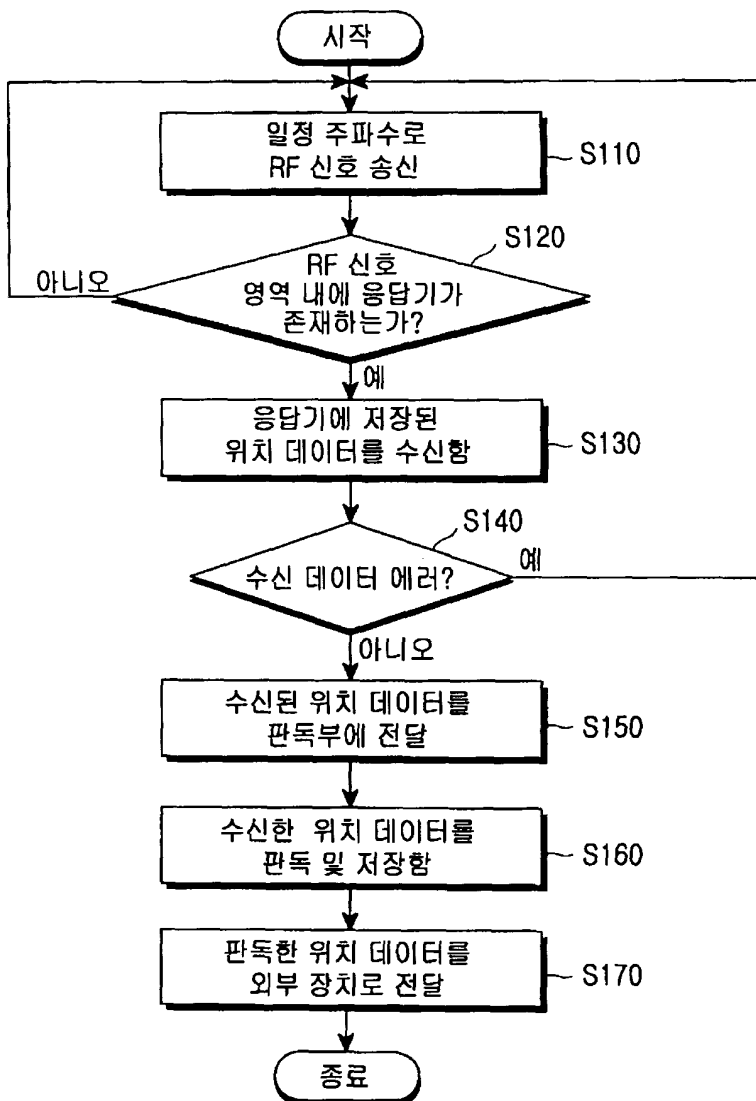 시작
일정 주파수로
RF 신호 송신
S110
S120
RF 신호
영역 내에 응답기가
존재하는가?
아니오
예
응답기에 저장된
위치 데이터를 수신함
S130
S140
수신 데이터 에러?
예
아니오
수신된 위치 데이터를
판독부에 전달
S150
수신한 위치 데이터를
판독 및 저장함
S160
판독한 위치 데이터를
외부 장치로 전달
S170
종료